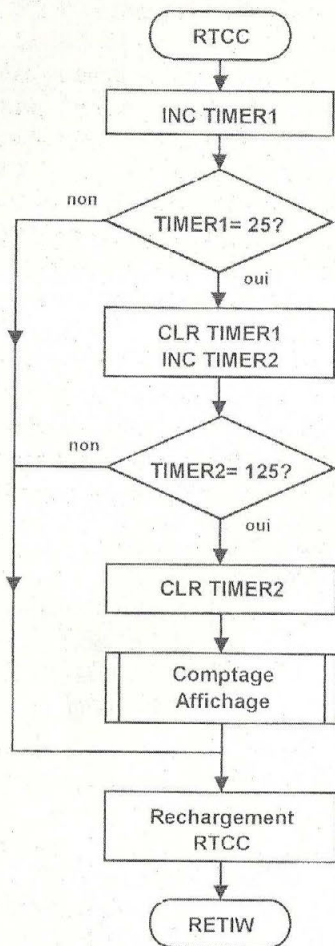 RTCC
INC TIMER1
non
TIMER1= 25?
oui
CLR TIMER1
INC TIMER2
non
TIMER2= 125?
oui
CLR TIMER2
Comptage
Affichage
Rechargement
RTCC
RETIW